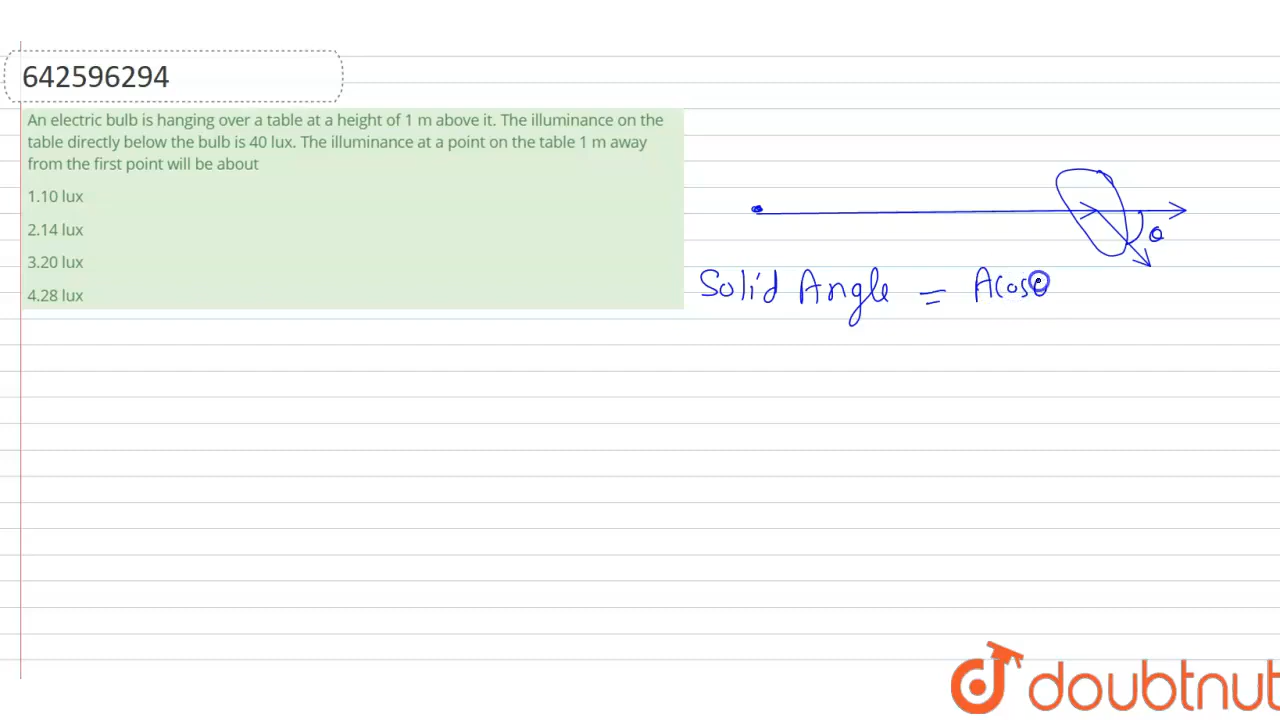 642596294
An electric bulb is hanging over a table at a height of 1 m above it. The illuminance on the
table directly below the bulb is 40 lux. The illuminance at a point on the table 1 m away
from the first point will be about
1.10 lux
2.14 lux
3.20 lux
4.28 lux
θ
Solid Angle = Acosθ
doubtnut